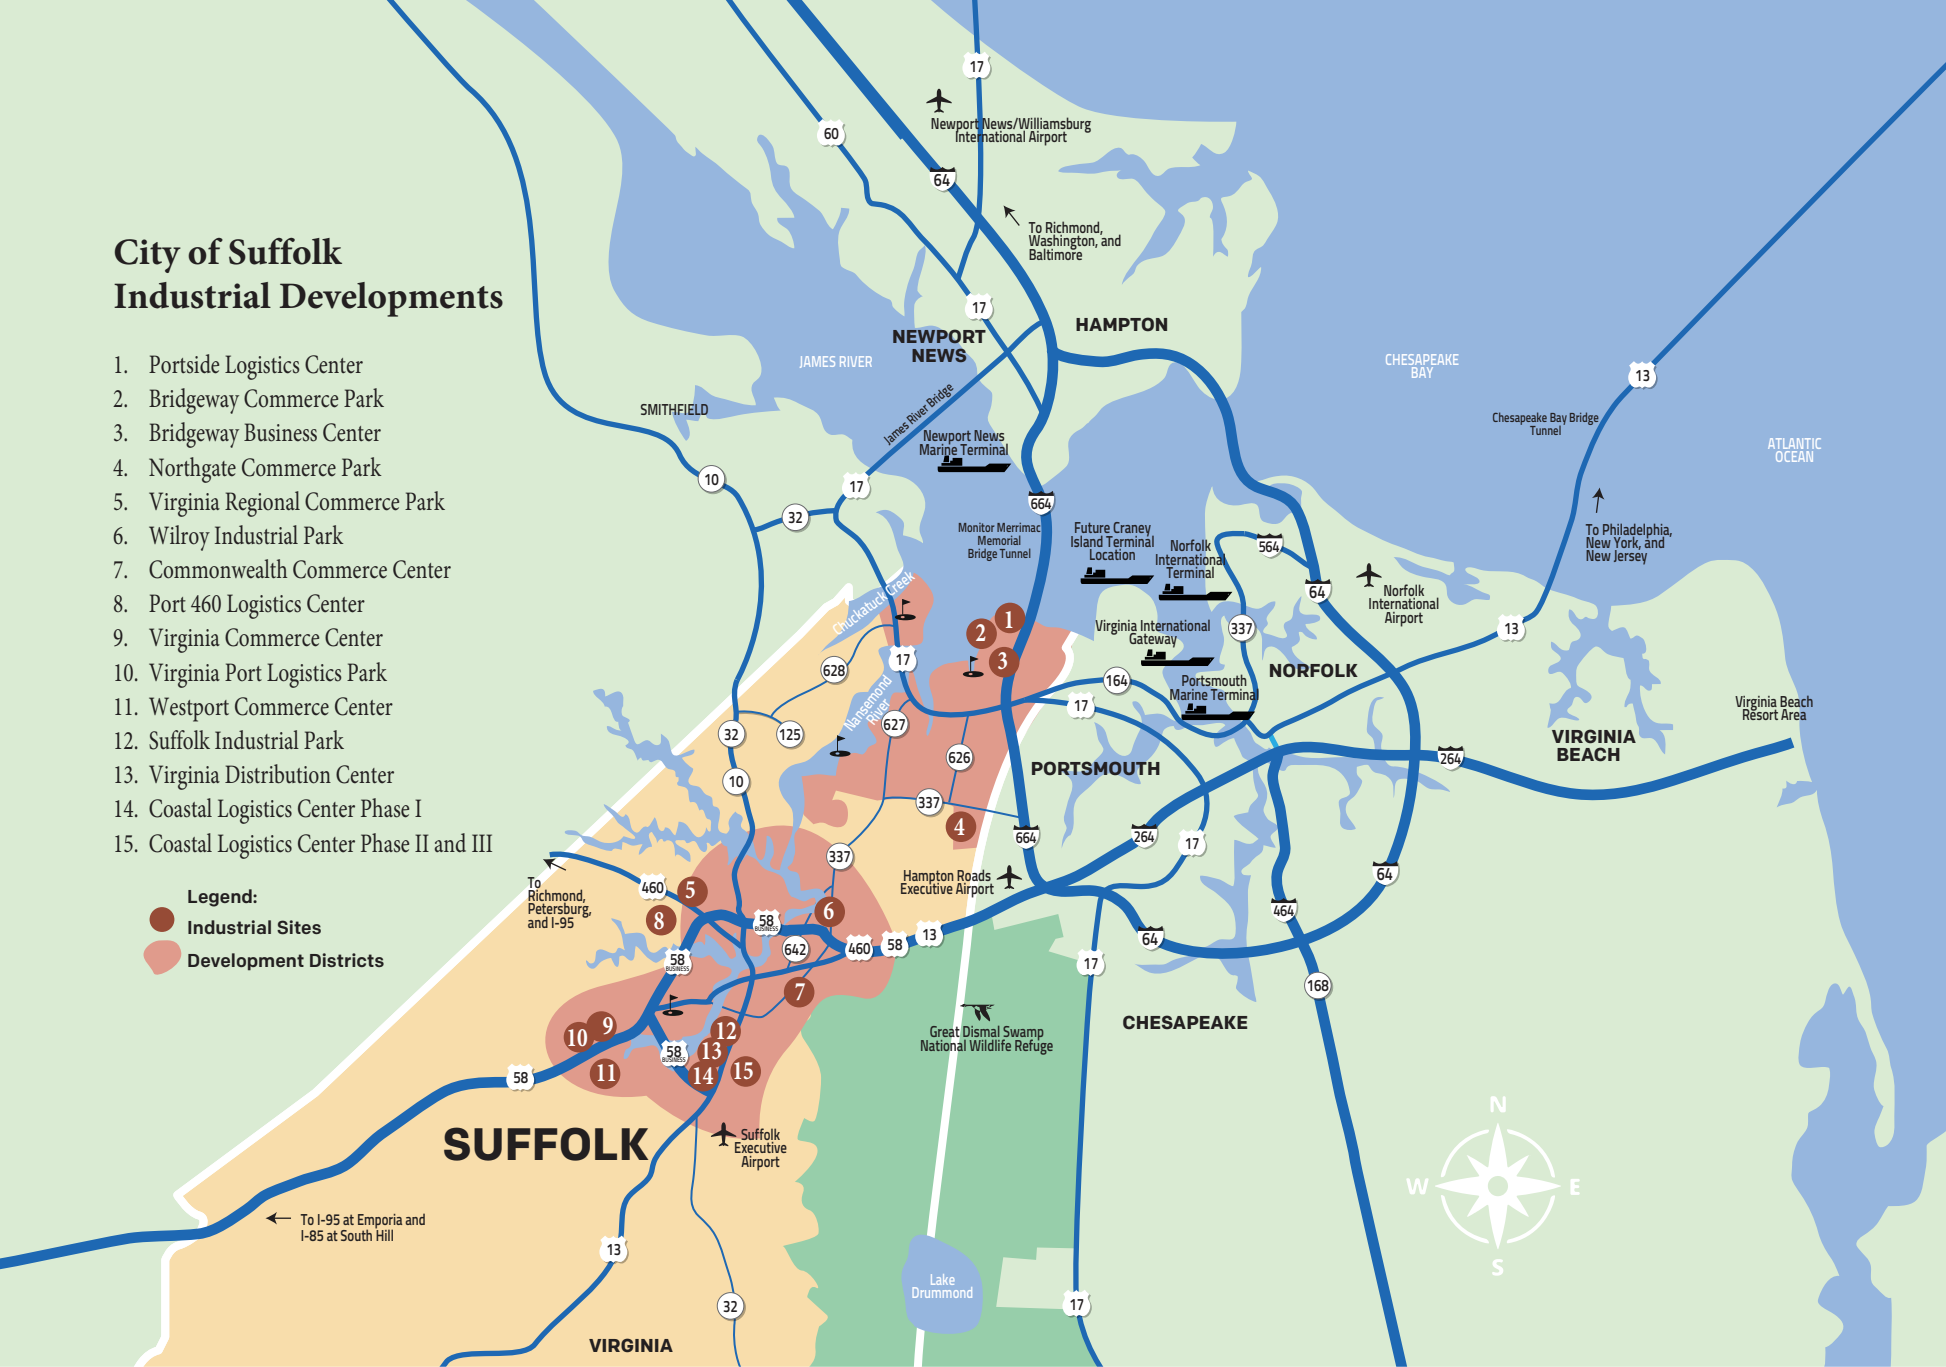 City of Suffolk
Industrial Developments
1. Portside Logistics Center
2. Bridgeway Commerce Park
3. Bridgeway Business Center
4. Northgate Commerce Park
5. Virginia Regional Commerce Park
6. Wilroy Industrial Park
7. Commonwealth Commerce Center
8. Port 460 Logistics Center
9. Virginia Commerce Center
10. Virginia Port Logistics Park
11. Westport Commerce Center
12. Suffolk Industrial Park
13. Virginia Distribution Center
14. Coastal Logistics Center Phase I
15. Coastal Logistics Center Phase II and III
Legend:
Industrial Sites
Development Districts
17
60
Newport News/Williamsburg
International Airport
64
To Richmond,
Washington, and
Baltimore
17
NEWPORT
NEWS
HAMPTON
JAMES RIVER
CHESAPEAKE
BAY
13
SMITHFIELD
James River Bridge
Chesapeake Bay Bridge
Tunnel
ATLANTIC
OCEAN
Newport News
Marine Terminal
10
17
32
664
Monitor Merrimac
Memorial
Bridge Tunnel
Future Craney
Island Terminal
Location
Norfolk
International
Terminal
564
64
To Philadelphia,
New York, and
New Jersey
Norfolk
International
Airport
Chuckatuck Creek
1
2
3
Virginia International
Gateway
337
13
628
17
NORFOLK
164
Portsmouth
Marine Terminal
17
Nansemond
River
627
32
125
626
Virginia Beach
Resort Area
VIRGINIA
BEACH
264
PORTSMOUTH
10
337
4
664
264
17
337
Hampton Roads
Executive Airport
64
To
Richmond,
Petersburg,
and I-95
460
5
8
6
58
BUSINESS
642
460
58
13
464
64
58
BUSINESS
17
168
7
Great Dismal Swamp
National Wildlife Refuge
CHESAPEAKE
10
9
12
13
58
BUSINESS
11
14
15
58
SUFFOLK
Suffolk
Executive
Airport
N
W
E
S
To I-95 at Emporia and
I-85 at South Hill
13
Lake
Drummond
32
17
VIRGINIA